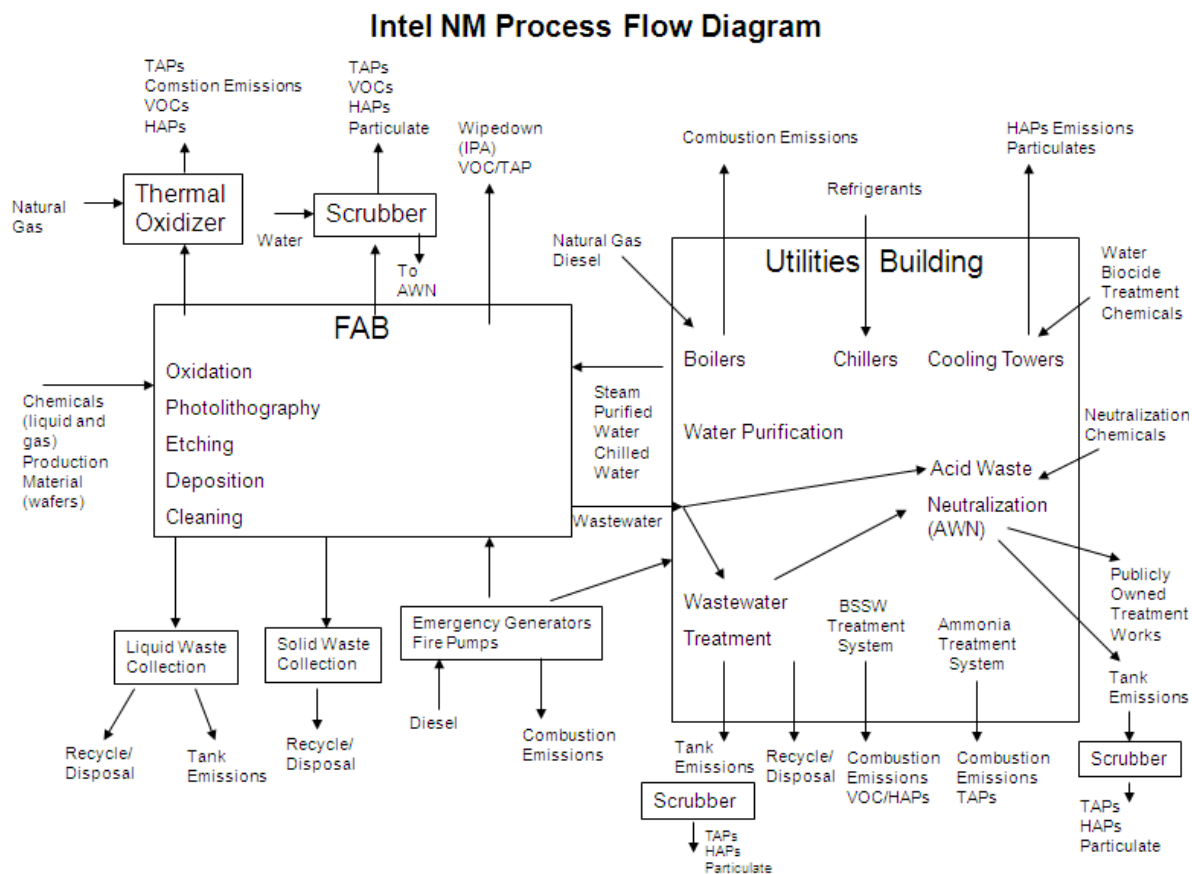 Intel NM Process Flow Diagram
TAPs
Comstion Emissions
VOCs
HAPs
TAPs
VOCs
HAPs
Particulate
Wipedown
(IPA)
VOC/TAP
Combustion Emissions
HAPs Emissions
Particulates
Natural
Gas
Thermal
Oxidizer
Water
Scrubber
To
AWN
Refrigerants
Natural Gas
Diesel
Utilities Building
Water
Biocide
Treatment
Chemicals
FAB
Oxidation
Photolithography
Etching
Deposition
Cleaning
Chemicals
(liquid and
gas)
Production
Material
(wafers)
Steam
Purified
Water
Chilled
Water
Wastewater
Boilers
Chillers
Cooling Towers
Water Purification
Neutralization
Chemicals
Acid Waste
Neutralization
(AWN)
Wastewater
Treatment
BSSW
Treatment
System
Ammonia
Treatment
System
Publicly
Owned
Treatment
Works
Tank
Emissions
Liquid Waste
Collection
Solid Waste
Collection
Emergency Generators
Fire Pumps
Recycle/
Disposal
Tank
Emissions
Recycle/
Disposal
Diesel
Combustion
Emissions
Tank
Emissions
Recycle/
Disposal
Combustion
Emissions
VOC/HAPs
Combustion
Emissions
TAPs
Scrubber
TAPs
HAPs
Particulate
Scrubber
TAPs
HAPs
Particulate